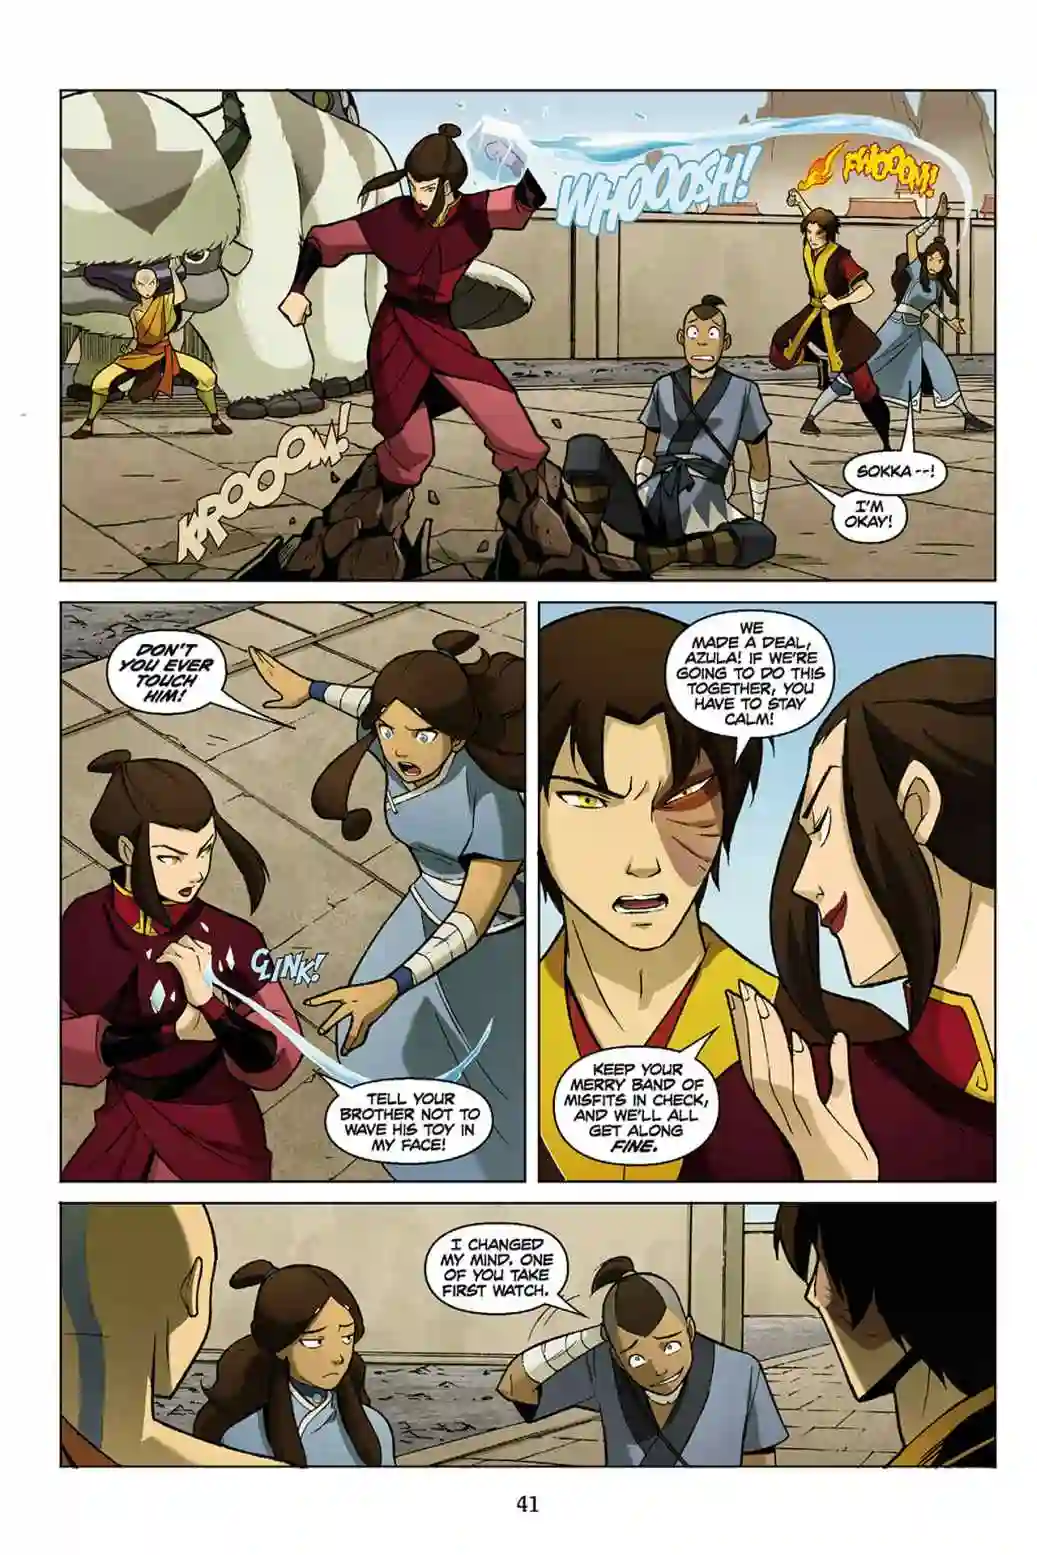 WHOOOSH!
FWOOOM!
KROOOOM!
SOKKA--!
I'M
OKAY!
DON'T
YOU EVER
TOUCH
HIM!
CLINK!
TELL YOUR
BROTHER NOT TO
WAVE HIS TOY IN
MY FACE!
WE
MADE A DEAL,
AZULA! IF WE'RE
GOING TO DO THIS
TOGETHER, YOU
HAVE TO STAY
CALM!
KEEP YOUR
MERRY BAND OF
MISFITS IN CHECK,
AND WE'LL ALL
GET ALONG
FINE.
I CHANGED
MY MIND. ONE
OF YOU TAKE
FIRST WATCH.
41